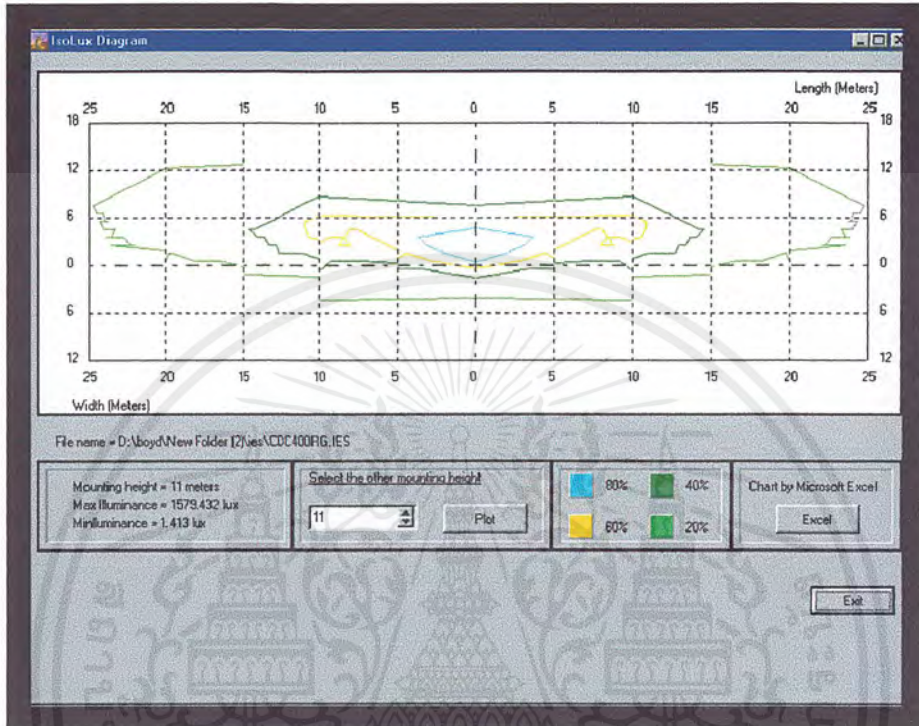 IsoLux Diagram
Length (Meters)
25 20 15 10 5 0 5 10 15 20 25
18 18
12 12
6 6
0 0
6 6
12 12
25 20 15 10 5 0 5 10 15 20 25
Width (Meters)
File name = D:\boyd\New Folder (2)\ies\CDC400RG.IES
Mounting height = 11 meters
Max Illuminance = 1579.432 lux
Minlluminance = 1.413 lux
Select the other mounting height
11
Plot
80% 40%
60% 20%
Chart by Microsoft Excel
Excel
Exit